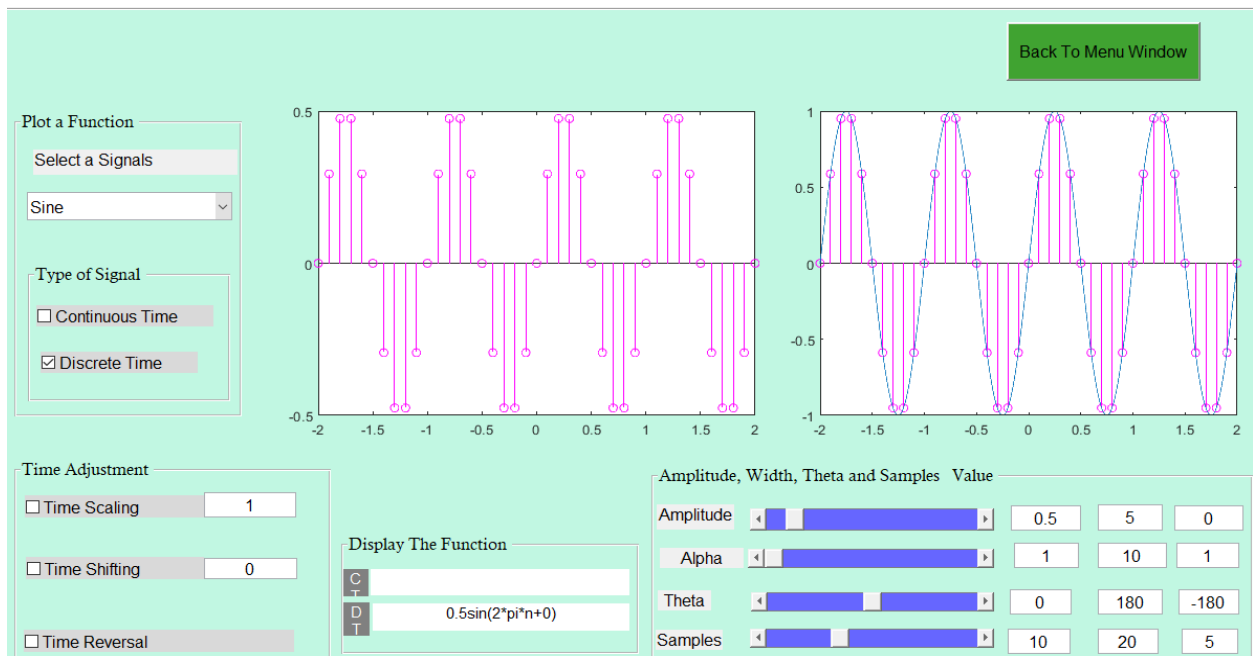 Back To Menu Window
Plot a Function
Select a Signals
Sine
Type of Signal
Continuous Time
Discrete Time
0.5
0
-0.5
-2 -1.5 -1 -0.5 0 0.5 1 1.5 2
1
0.5
0
-0.5
-1
-2 -1.5 -1 -0.5 0 0.5 1 1.5 2
Time Adjustment
Time Scaling 1
Time Shifting 0
Time Reversal
Display The Function
C
T
D
T
0.5sin(2*pi*n+0)
Amplitude, Width, Theta and Samples Value
Amplitude 0.5 5 0
Alpha 1 10 1
Theta 0 180 -180
Samples 10 20 5